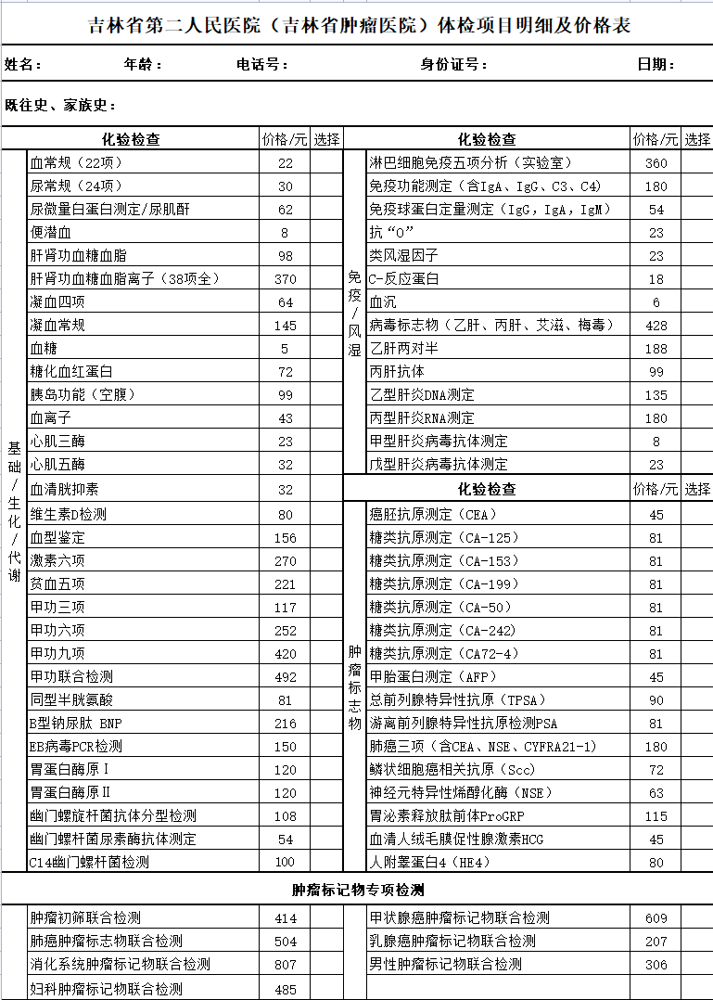 吉林省第二人民医院（吉林省肿瘤医院）体检项目明细及价格表
姓名： 年龄： 电话号： 身份证号： 日期：
既往史、家族史：
化验检查 价格/元 选择
基础/生化/代谢
血常规（22项） 22
尿常规（24项） 30
尿微量白蛋白测定/尿肌酐 62
便潜血 8
肝肾功血糖血脂 98
肝肾功血糖血脂离子（38项全） 370
凝血四项 64
凝血常规 145
血糖 5
糖化血红蛋白 72
胰岛功能（空腹） 99
血离子 43
心肌三酶 23
心肌五酶 32
血清胱抑素 32
维生素D检测 80
血型鉴定 156
激素六项 270
贫血五项 221
甲功三项 117
甲功六项 252
甲功九项 420
甲功联合检测 492
同型半胱氨酸 81
B型钠尿肽 BNP 216
EB病毒PCR检测 150
胃蛋白酶原Ⅰ 120
胃蛋白酶原Ⅱ 120
幽门螺旋杆菌抗体分型检测 108
幽门螺杆菌尿素酶抗体测定 54
C14幽门螺杆菌检测 100
化验检查 价格/元 选择
免疫/风湿
淋巴细胞免疫五项分析（实验室） 360
免疫功能测定（含IgA、IgG、C3、C4） 180
免疫球蛋白定量测定（IgG，IgA，IgM） 54
抗“O” 23
类风湿因子 23
C-反应蛋白 18
血沉 6
病毒标志物（乙肝、丙肝、艾滋、梅毒） 428
乙肝两对半 188
丙肝抗体 99
乙型肝炎DNA测定 135
丙型肝炎RNA测定 180
甲型肝炎病毒抗体测定 8
戊型肝炎病毒抗体测定 23
化验检查 价格/元 选择
肿瘤标志物
癌胚抗原测定（CEA） 45
糖类抗原测定（CA-125） 81
糖类抗原测定（CA-153） 81
糖类抗原测定（CA-199） 81
糖类抗原测定（CA-50） 81
糖类抗原测定（CA-242) 81
糖类抗原测定（CA72-4） 81
甲胎蛋白测定（AFP） 45
总前列腺特异性抗原（TPSA） 90
游离前列腺特异性抗原检测PSA 81
肺癌三项（含CEA、NSE、CYFRA21-1) 180
鳞状细胞癌相关抗原（Scc) 72
神经元特异性烯醇化酶（NSE） 63
胃泌素释放肽前体ProGRP 115
血清人绒毛膜促性腺激素HCG 45
人附睾蛋白4（HE4） 80
肿瘤标记物专项检测
肿瘤初筛联合检测 414
肺癌肿瘤标志物联合检测 504
消化系统肿瘤标记物联合检测 807
妇科肿瘤标记物联合检测 485
甲状腺癌肿瘤标记物联合检测 609
乳腺癌肿瘤标记物联合检测 207
男性肿瘤标记物联合检测 306